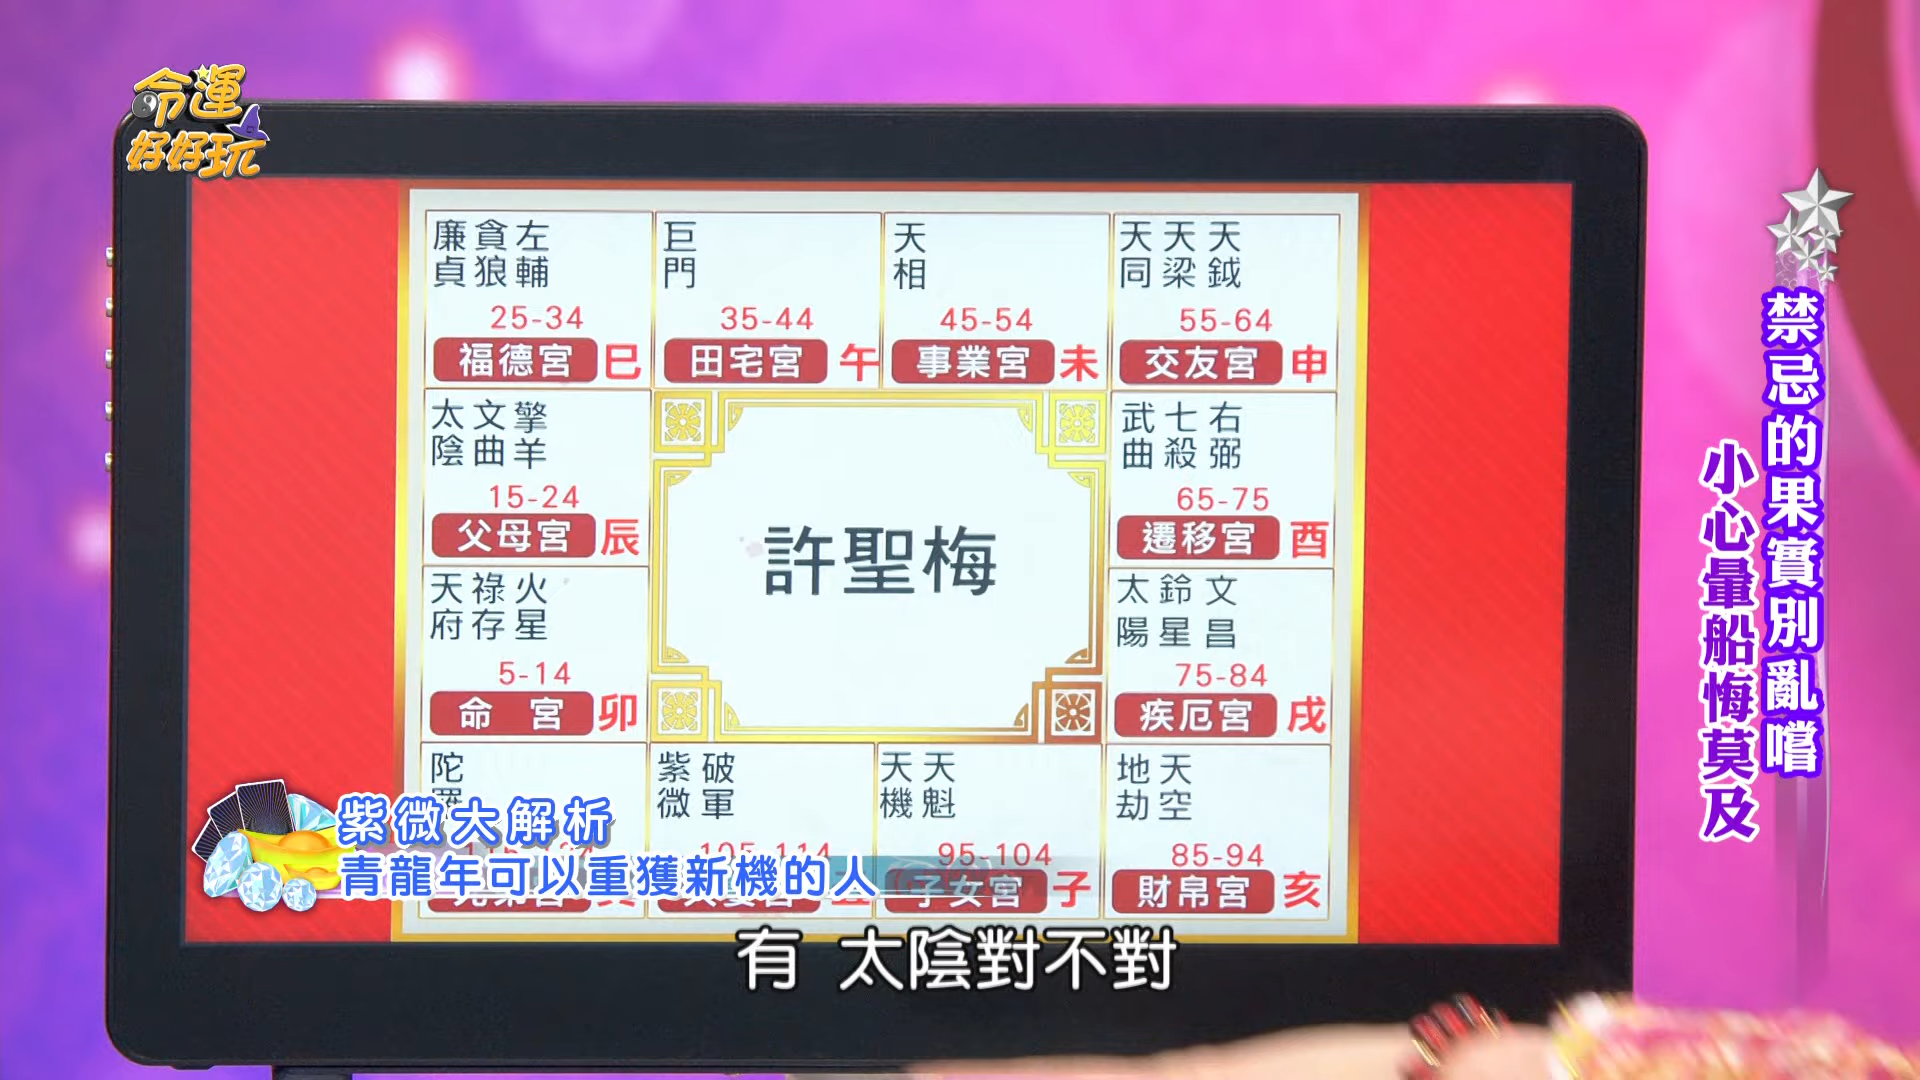 命運
好好玩
禁忌的果實別亂嚐
小心暈船悔莫及
廉貪左
貞狼輔
25-34
福德宮 巳
巨
門
35-44
田宅宮 午
天
相
45-54
事業宮 未
天天天
同梁鉞
55-64
交友宮 申
太文擎
陰曲羊
15-24
父母宮 辰
許聖梅
武七右
曲殺弼
65-75
遷移宮 酉
天祿火
府存星
5-14
命宮 卯
太鈴文
陽星昌
75-84
疾厄宮 戌
陀
紫破
微軍
105-114
天天
機魁
95-104
子女宮 子
地天
劫空
85-94
財帛宮 亥
紫微大解析
青龍年可以重獲新機的人
有 太陰對不對